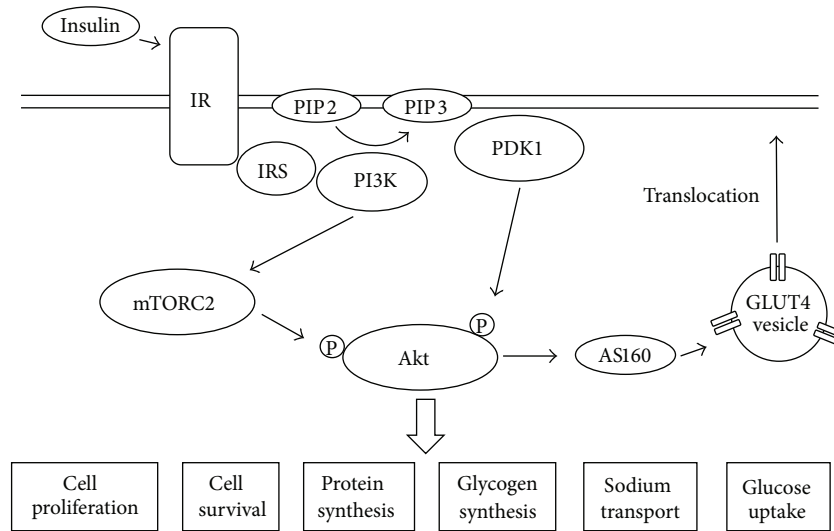 Insulin
IR
PIP2
PIP3
IRS
PI3K
PDK1
Translocation
mTORC2
P
P
Akt
AS160
GLUT4
vesicle
Cell
proliferation
Cell
survival
Protein
synthesis
Glycogen
synthesis
Sodium
transport
Glucose
uptake